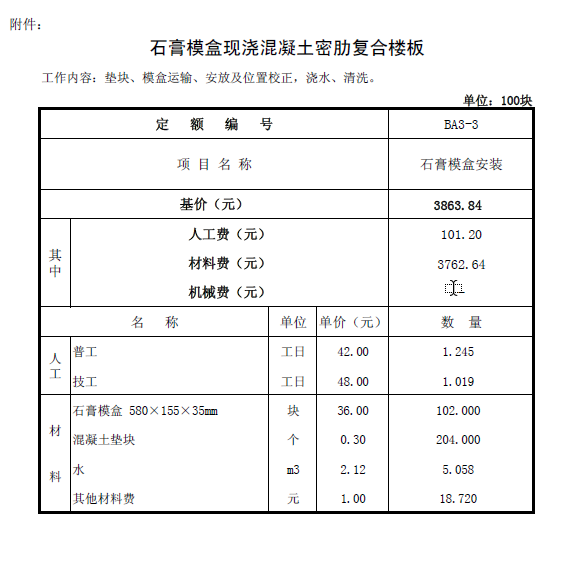 附件：
石膏模盒现浇混凝土密肋复合楼板
工作内容：垫块、模盒运输、安放及位置校正，浇水、清洗。
单位：100块
定 额 编 号 BA3-3
项 目 名 称 石膏模盒安装
基价（元） 3863.84
其中 人工费（元） 101.20
材料费（元） 3762.64
机械费（元）
名 称 单位 单价（元） 数 量
人工 普工 工日 42.00 1.245
技工 工日 48.00 1.019
材料 石膏模盒 580×155×35mm 块 36.00 102.000
混凝土垫块 个 0.30 204.000
水 m3 2.12 5.058
其他材料费 元 1.00 18.720